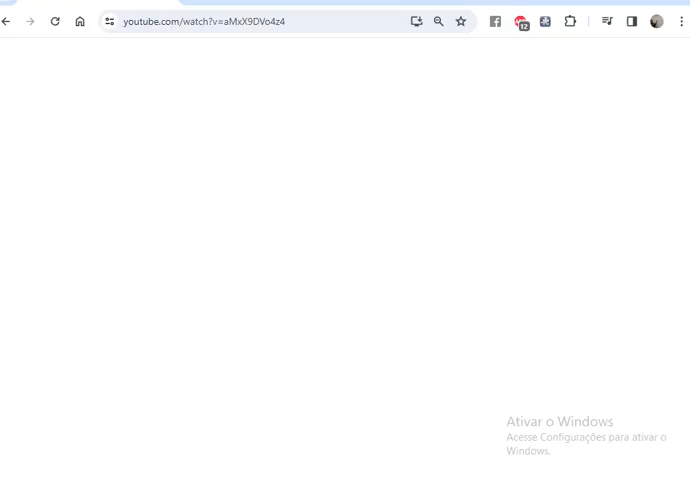 youtube.com/watch?v=aMxX9DVo4z4
12
Ativar o Windows
Acesse Configurações para ativar o
Windows.